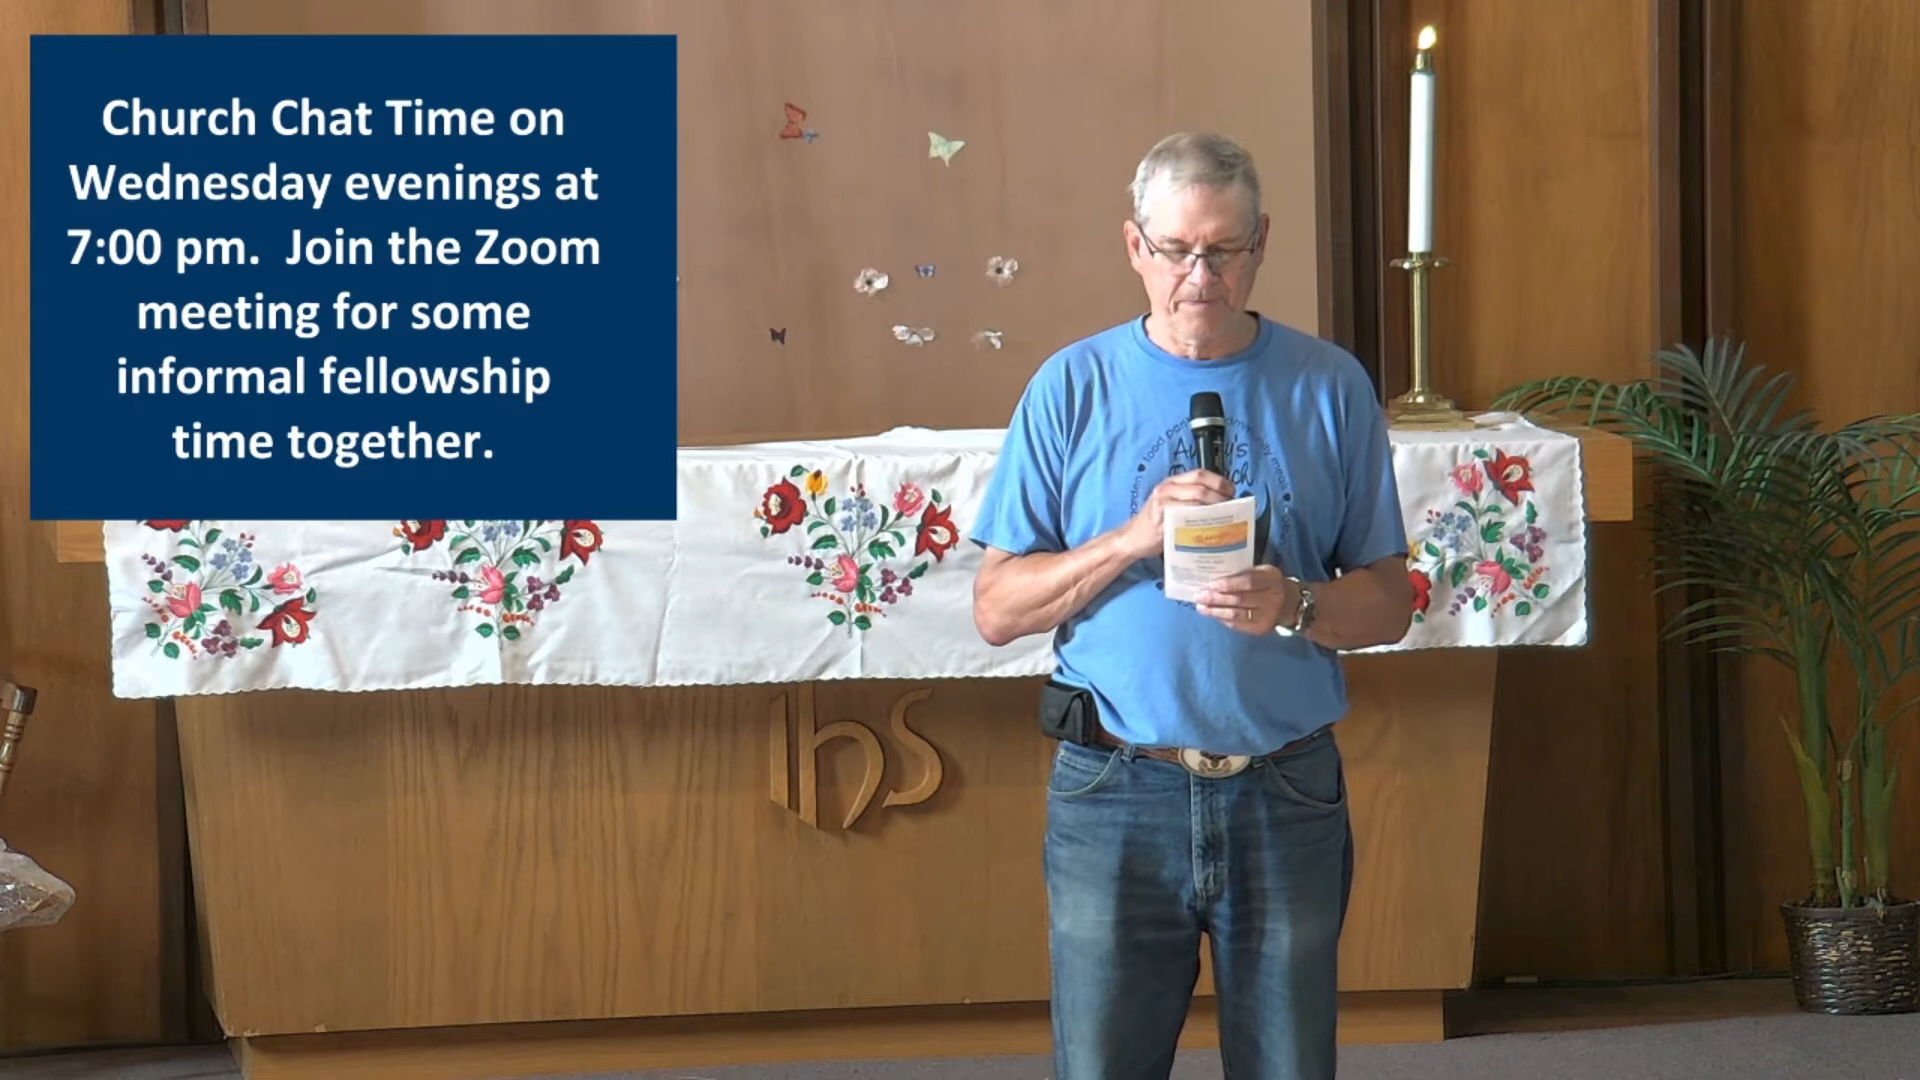 Church Chat Time on
Wednesday evenings at
7:00 pm. Join the Zoom
meeting for some
informal fellowship
time together.
ihs